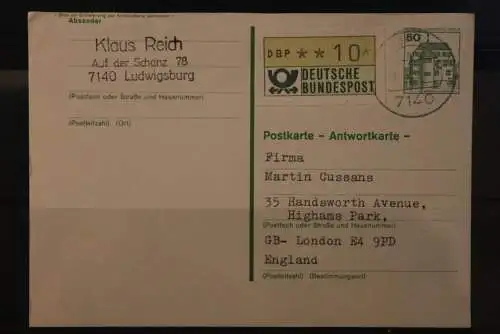 Absender
Klaus Reich
Auf der Schanz 78
7140 Ludwigsburg
(Postfach oder Straße und Hausnummer)
(Postleitzahl) (Ort)
DBP ** 10*
DEUTSCHE
BUNDESPOST
60
7140
Postkarte – Antwortkarte –
Firma
Martin Cussans
35 Handsworth Avenue,
Highams Park,
(Postfach oder Straße und Hausnummer)
GB- London E4 9PD
England
(Postleitzahl) (Bestimmungsort)